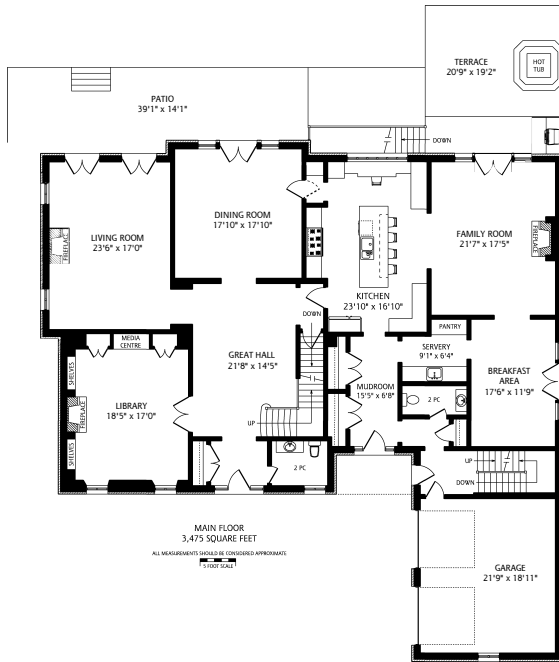 TERRACE
20'9" x 19'2"
HOT
TUB
PATIO
39'1" x 14'1"
DOWN
DINING ROOM
17'10" x 17'10"
LIVING ROOM
23'6" x 17'0"
FIREPLACE
FAMILY ROOM
21'7" x 17'5"
FIREPLACE
KITCHEN
23'10" x 16'10"
DOWN
PANTRY
MEDIA
CENTRE
SERVERY
9'1" x 6'4"
GREAT HALL
21'8" x 14'5"
SHELVES
BREAKFAST
AREA
17'6" x 11'9"
MUDROOM
15'5" x 6'8"
LIBRARY
18'5" x 17'0"
FIREPLACE
2 PC
UP
SHELVES
2 PC
UP
DOWN
MAIN FLOOR
3,475 SQUARE FEET
ALL MEASUREMENTS SHOULD BE CONSIDERED APPROXIMATE
5 FOOT SCALE
GARAGE
21'9" x 18'11"